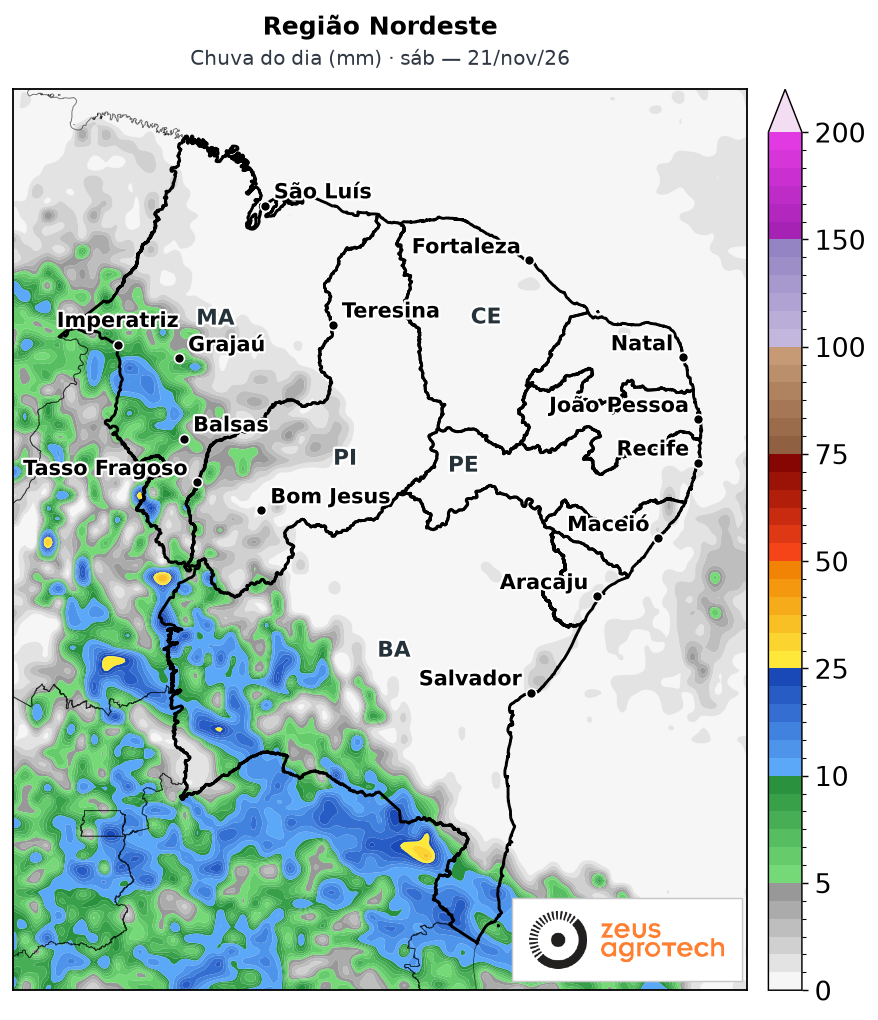 Região Nordeste
Chuva do dia (mm) · sáb — 21/nov/26
São Luís
Fortaleza
Teresina
CE
Imperatriz
MA
Grajaú
Natal
João Pessoa
Balsas
Recife
Tasso Fragoso
PI
PE
Bom Jesus
Maceió
Aracaju
BA
Salvador
zeus
agrotech
200
150
100
75
50
25
10
5
0